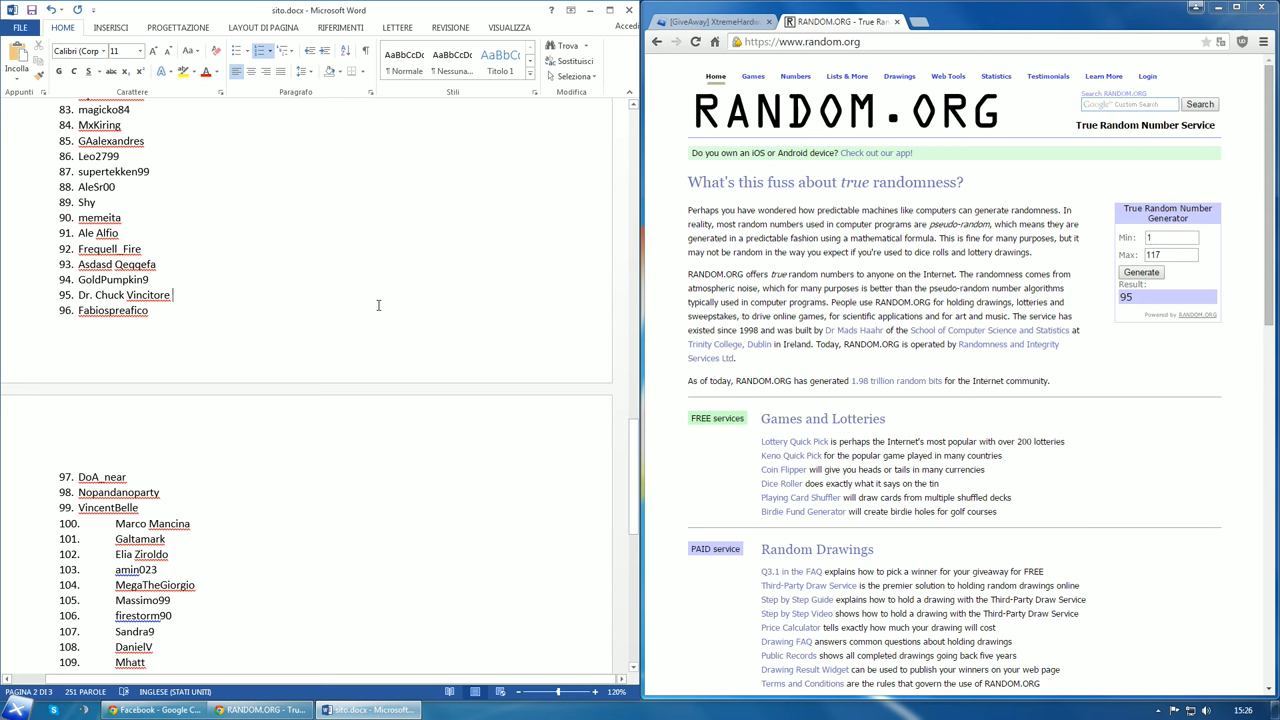 sito.docx - Microsoft Word
FILE HOME INSERISCI PROGETTAZIONE LAYOUT DI PAGINA RIFERIMENTI LETTERE REVISIONE VISUALIZZA Accedi
Incolla
Calibri (Corp 11
AaBbCcDc AaBbCcDc AaBbCc
¶ Normale ¶ Nessuna... Titolo 1
Trova
Sostituisci
Seleziona
Appunti Carattere Paragrafo Stili Modifica
83. magicko84
84. MxKiring
85. GAalexandres
86. Leo2799
87. supertekken99
88. AleSr00
89. Shy
90. memeita
91. Ale Alfio
92. Frequell_Fire
93. Asdasd Qeqqefa
94. GoldPumpkin9
95. Dr. Chuck Vincitore
96. Fabiospreafico
97. DoA_near
98. Nopandanoparty
99. VincentBelle
100. Marco Mancina
101. Galtamark
102. Elia Ziroldo
103. amin023
104. MegaTheGiorgio
105. Massimo99
106. firestorm90
107. Sandra9
108. DanielV
109. Mhatt
PAGINA 2 DI 3 251 PAROLE INGLESE (STATI UNITI) 120%
[GiveAway] XtremeHardw
RANDOM.ORG - True Ran
https://www.random.org
Home Games Numbers Lists & More Drawings Web Tools Statistics Testimonials Learn More Login
RANDOM.ORG
Search RANDOM.ORG
Google™ Custom Search Search
True Random Number Service
Do you own an iOS or Android device? Check out our app!
What's this fuss about true randomness?
Perhaps you have wondered how predictable machines like computers can generate randomness. In
reality, most random numbers used in computer programs are pseudo-random, which means they are
generated in a predictable fashion using a mathematical formula. This is fine for many purposes, but it
may not be random in the way you expect if you're used to dice rolls and lottery drawings.
RANDOM.ORG offers true random numbers to anyone on the Internet. The randomness comes from
atmospheric noise, which for many purposes is better than the pseudo-random number algorithms
typically used in computer programs. People use RANDOM.ORG for holding drawings, lotteries and
sweepstakes, to drive online games, for scientific applications and for art and music. The service has
existed since 1998 and was built by Dr Mads Haahr of the School of Computer Science and Statistics at
Trinity College, Dublin in Ireland. Today, RANDOM.ORG is operated by Randomness and Integrity
Services Ltd.
As of today, RANDOM.ORG has generated 1.98 trillion random bits for the Internet community.
True Random Number
Generator
Min: 1
Max: 117
Generate
Result:
95
Powered by RANDOM.ORG
FREE services
Games and Lotteries
Lottery Quick Pick is perhaps the Internet's most popular with over 200 lotteries
Keno Quick Pick for the popular game played in many countries
Coin Flipper will give you heads or tails in many currencies
Dice Roller does exactly what it says on the tin
Playing Card Shuffler will draw cards from multiple shuffled decks
Birdie Fund Generator will create birdie holes for golf courses
PAID service
Random Drawings
Q3.1 in the FAQ explains how to pick a winner for your giveaway for FREE
Third-Party Draw Service is the premier solution to holding random drawings online
Step by Step Guide explains how to hold a drawing with the Third-Party Draw Service
Step by Step Video shows how to hold a drawing with the Third-Party Draw Service
Price Calculator tells exactly how much your drawing will cost
Drawing FAQ answers common questions about holding drawings
Public Records shows all completed drawings going back five years
Drawing Result Widget can be used to publish your winners on your web page
Terms and Conditions are the rules that govern the use of RANDOM.ORG
Facebook - Google C... RANDOM.ORG - Tru... sito.docx - Microsoft... 15:26